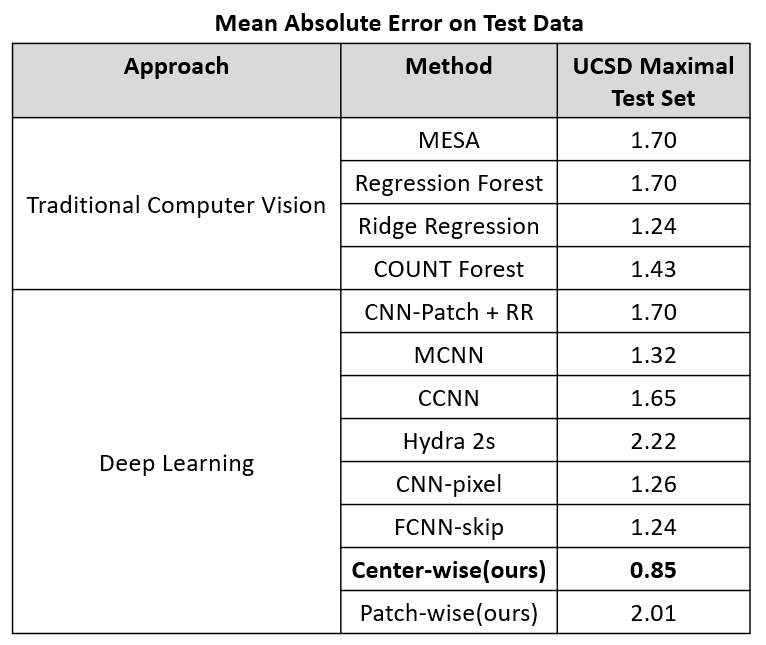 Mean Absolute Error on Test Data
Approach Method UCSD Maximal
Test Set
Traditional Computer Vision
MESA 1.70
Regression Forest 1.70
Ridge Regression 1.24
COUNT Forest 1.43
Deep Learning
CNN-Patch + RR 1.70
MCNN 1.32
CCNN 1.65
Hydra 2s 2.22
CNN-pixel 1.26
FCNN-skip 1.24
Center-wise(ours) 0.85
Patch-wise(ours) 2.01